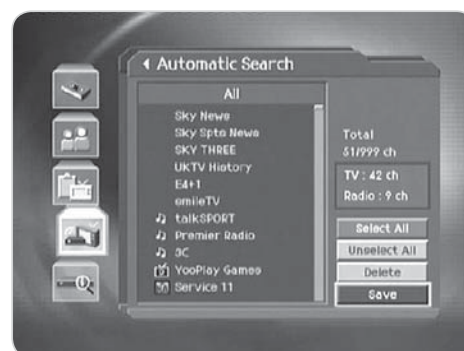 Automatic Search
All
Sky News
Sky Spts News
SKY THREE
UKTV History
E4+1
smileTV
talkSPORT
Premier Radio
3C
YooPlay Games
Service 11
Total
51/999 ch
TV : 42 ch
Radio : 9 ch
Select All
Unselect All
Delete
Save